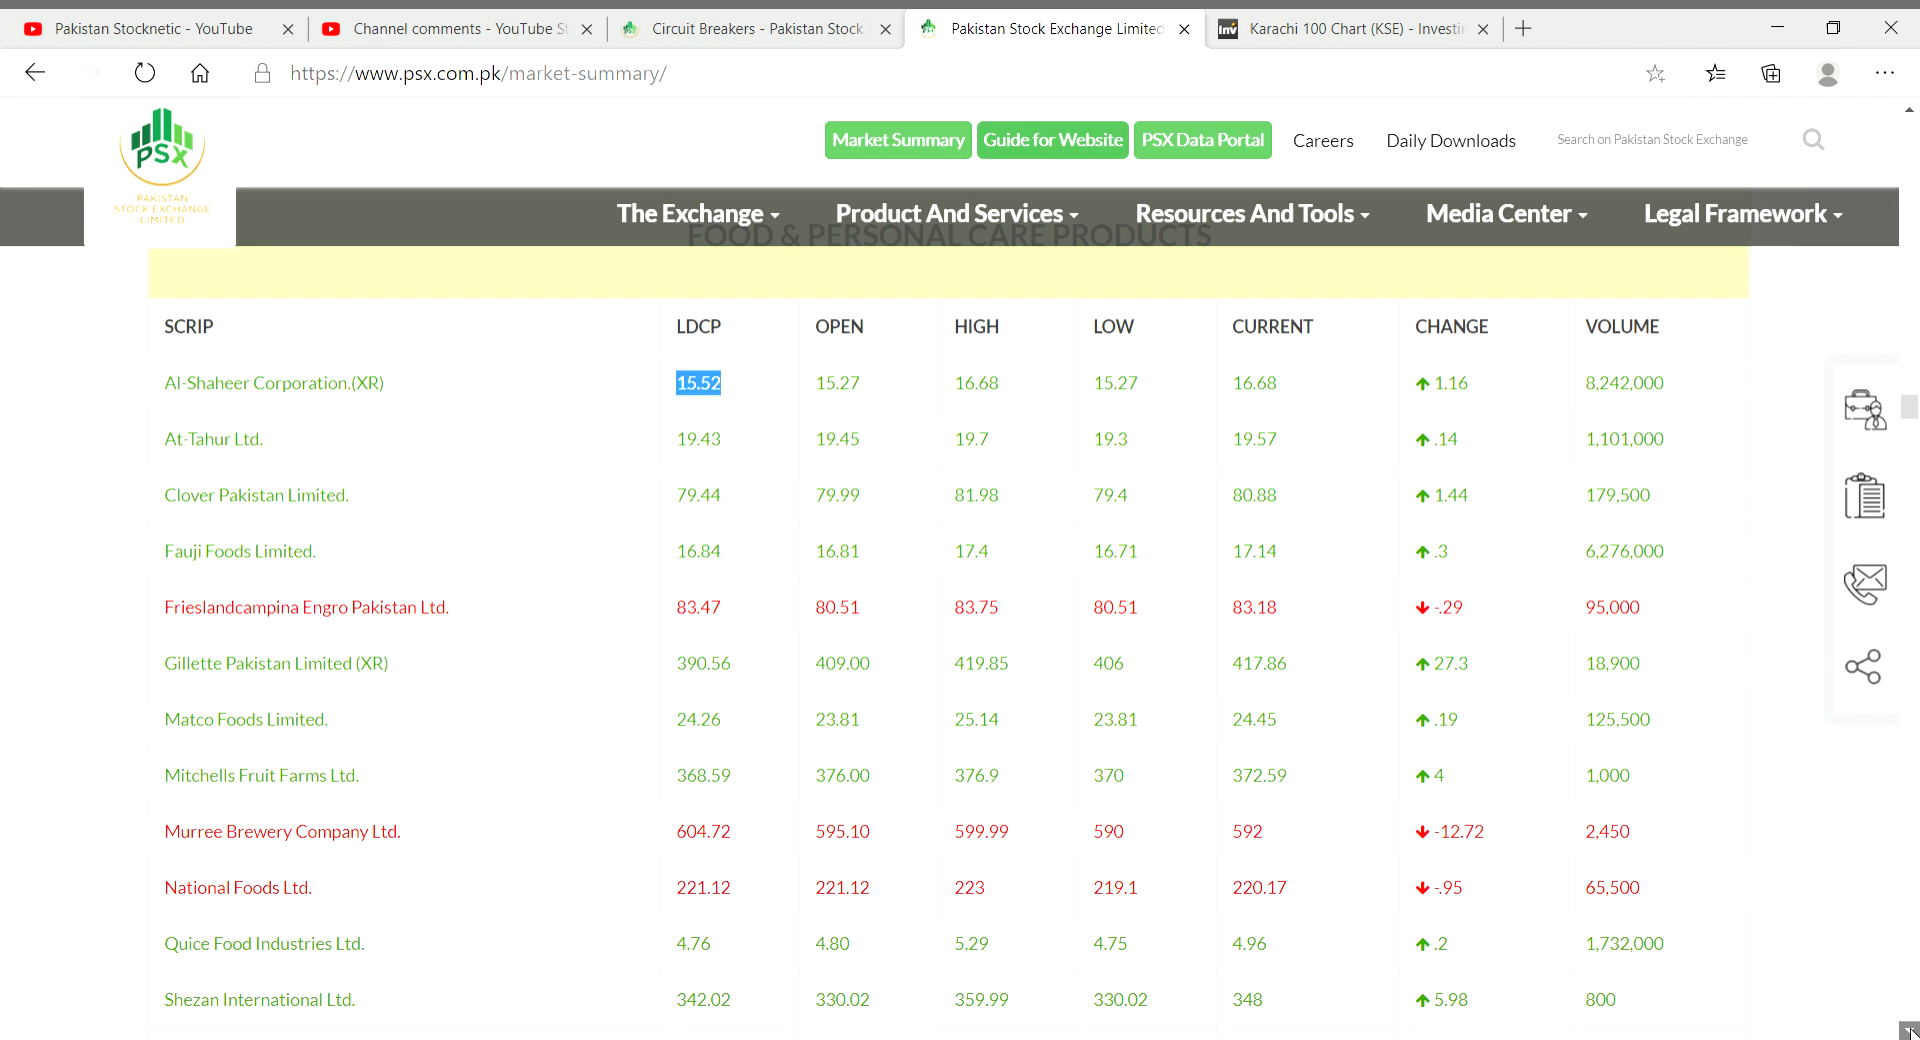 Pakistan Stocknetic - YouTube
Channel comments - YouTube St
Circuit Breakers - Pakistan Stock
Pakistan Stock Exchange Limited
Inv Karachi 100 Chart (KSE) - Investin
https://www.psx.com.pk/market-summary/
PSX
PAKISTAN
STOCK EXCHANGE
LIMITED
Market Summary Guide for Website PSX Data Portal Careers Daily Downloads Search on Pakistan Stock Exchange
The Exchange Product And Services Resources And Tools Media Center Legal Framework
FOOD & PERSONAL CARE PRODUCTS
SCRIP LDCP OPEN HIGH LOW CURRENT CHANGE VOLUME
Al-Shaheer Corporation.(XR) 15.52 15.27 16.68 15.27 16.68 1.16 8,242,000
At-Tahur Ltd. 19.43 19.45 19.7 19.3 19.57 .14 1,101,000
Clover Pakistan Limited. 79.44 79.99 81.98 79.4 80.88 1.44 179,500
Fauji Foods Limited. 16.84 16.81 17.4 16.71 17.14 .3 6,276,000
Frieslandcampina Engro Pakistan Ltd. 83.47 80.51 83.75 80.51 83.18 -.29 95,000
Gillette Pakistan Limited (XR) 390.56 409.00 419.85 406 417.86 27.3 18,900
Matco Foods Limited. 24.26 23.81 25.14 23.81 24.45 .19 125,500
Mitchells Fruit Farms Ltd. 368.59 376.00 376.9 370 372.59 4 1,000
Murree Brewery Company Ltd. 604.72 595.10 599.99 590 592 -12.72 2,450
National Foods Ltd. 221.12 221.12 223 219.1 220.17 -.95 65,500
Quice Food Industries Ltd. 4.76 4.80 5.29 4.75 4.96 .2 1,732,000
Shezan International Ltd. 342.02 330.02 359.99 330.02 348 5.98 800